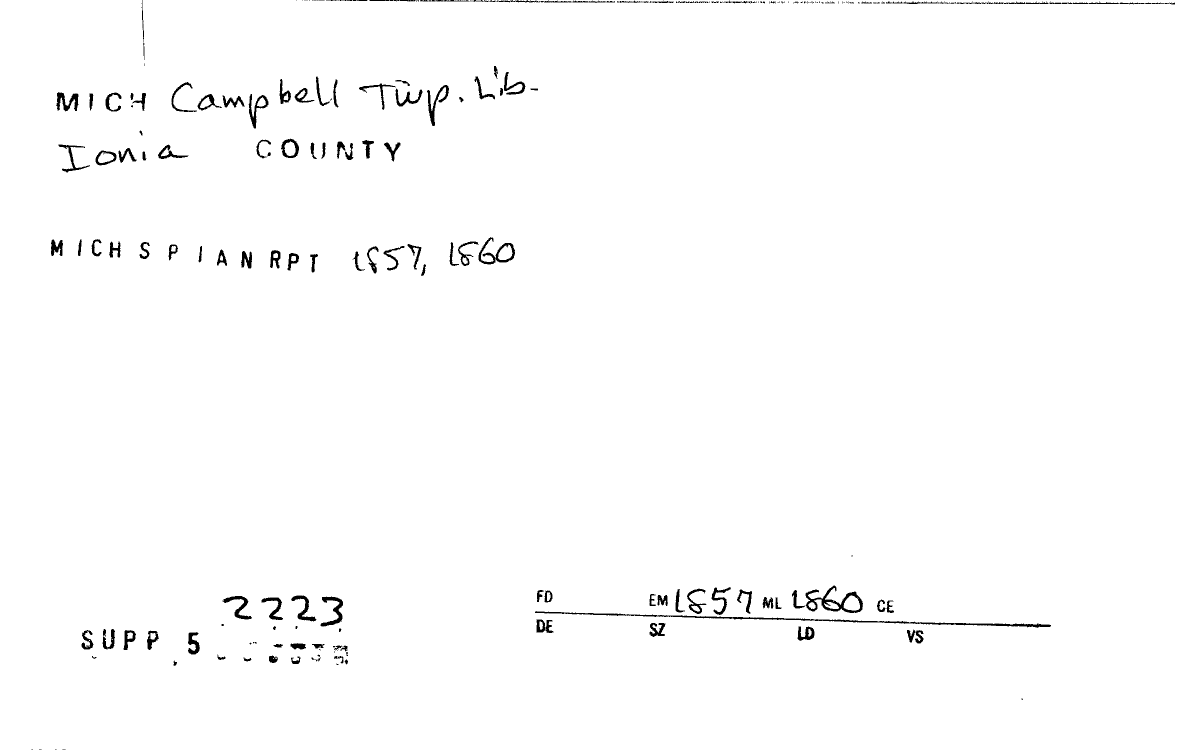 MICH Campbell Twp. Lib.
Ionia COUNTY
MICH S P I A N RPT 1857, 1860
2223
SUPP 5
FD EM 1857 ML 1860 CE
DE SZ LD VS